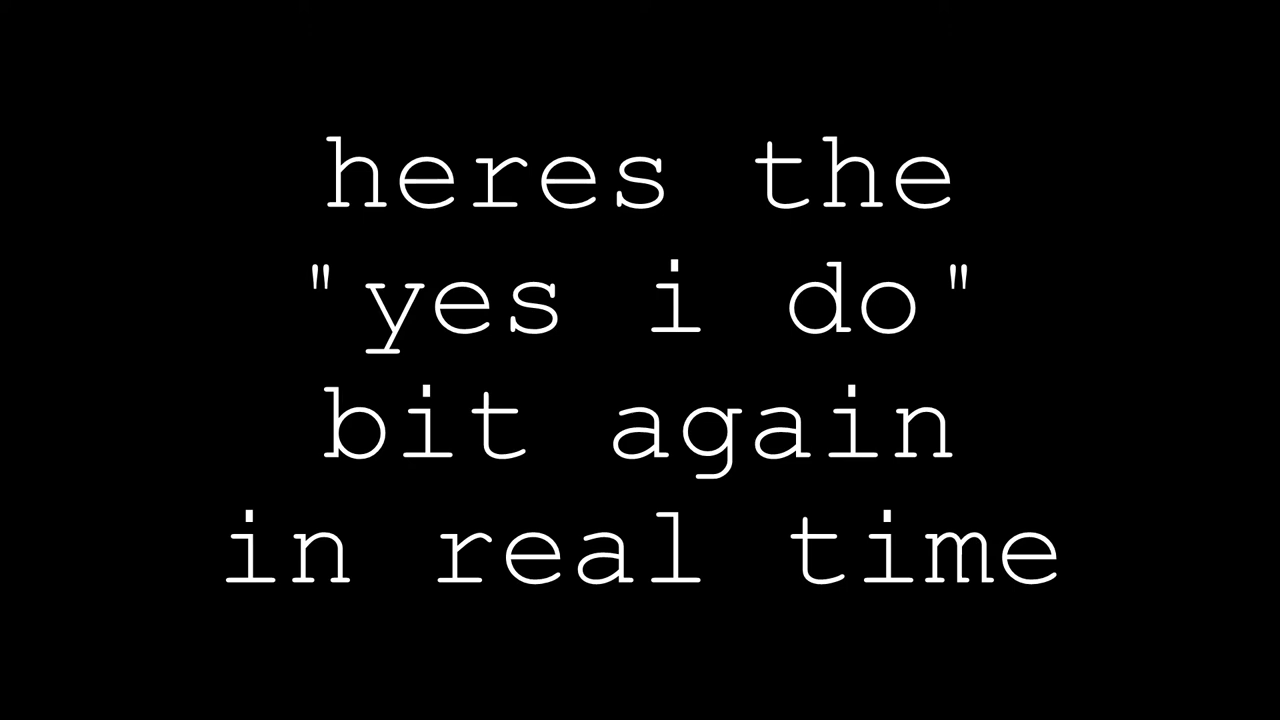 heres the
"yes i do"
bit again
in real time